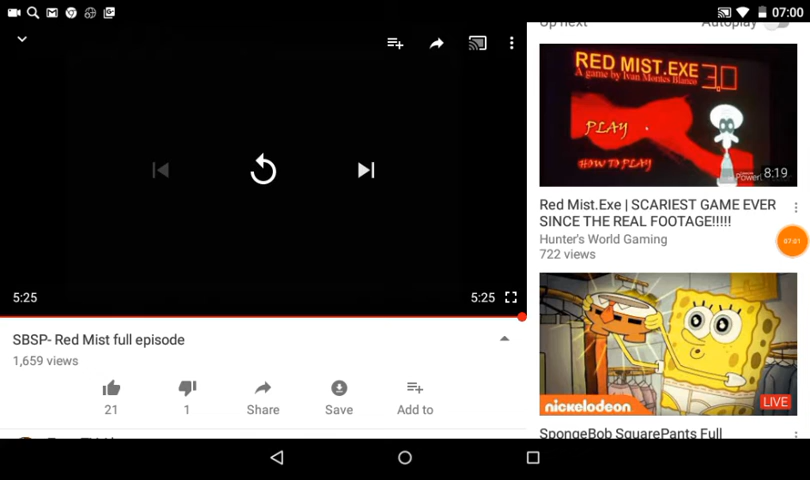 07:00
Up next Autoplay
RED MIST.EXE 3.0
A game by Ivan Montes Blanco
PLAY
HOW TO PLAY
8:19
Red Mist.Exe | SCARIEST GAME EVER
SINCE THE REAL FOOTAGE!!!!!
Hunter's World Gaming
722 views
07:01
5:25 5:25
SBSP- Red Mist full episode
1,659 views
21 1 Share Save Add to
nickelodeon LIVE
SpongeBob SquarePants Full